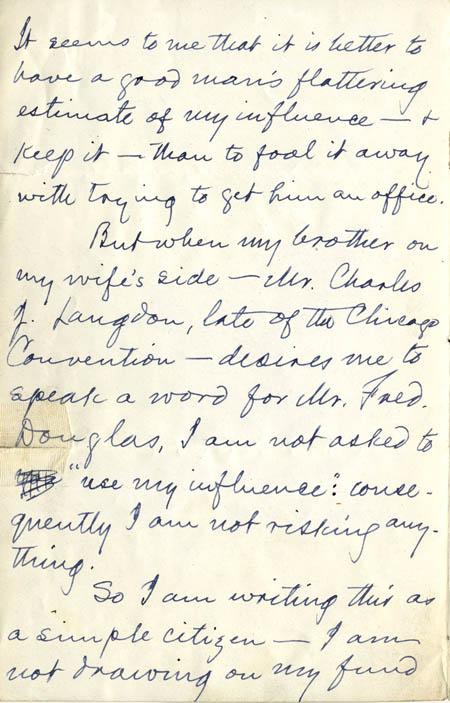 It seems to me that it is better to
have a good man's flattering
estimate of my influence — &
keep it — than to fool it away
with trying to get him an office.
But when my brother on
my wife's side — Mr. Charles
J. Langdon, late of the Chicago
Convention — desires me to
speak a word for Mr. Fred.
Douglas, I am not asked to
"use my influence": conse-
quently I am not risking any-
thing.
So I am writing this as
a simple citizen — I am
not drawing on my fund